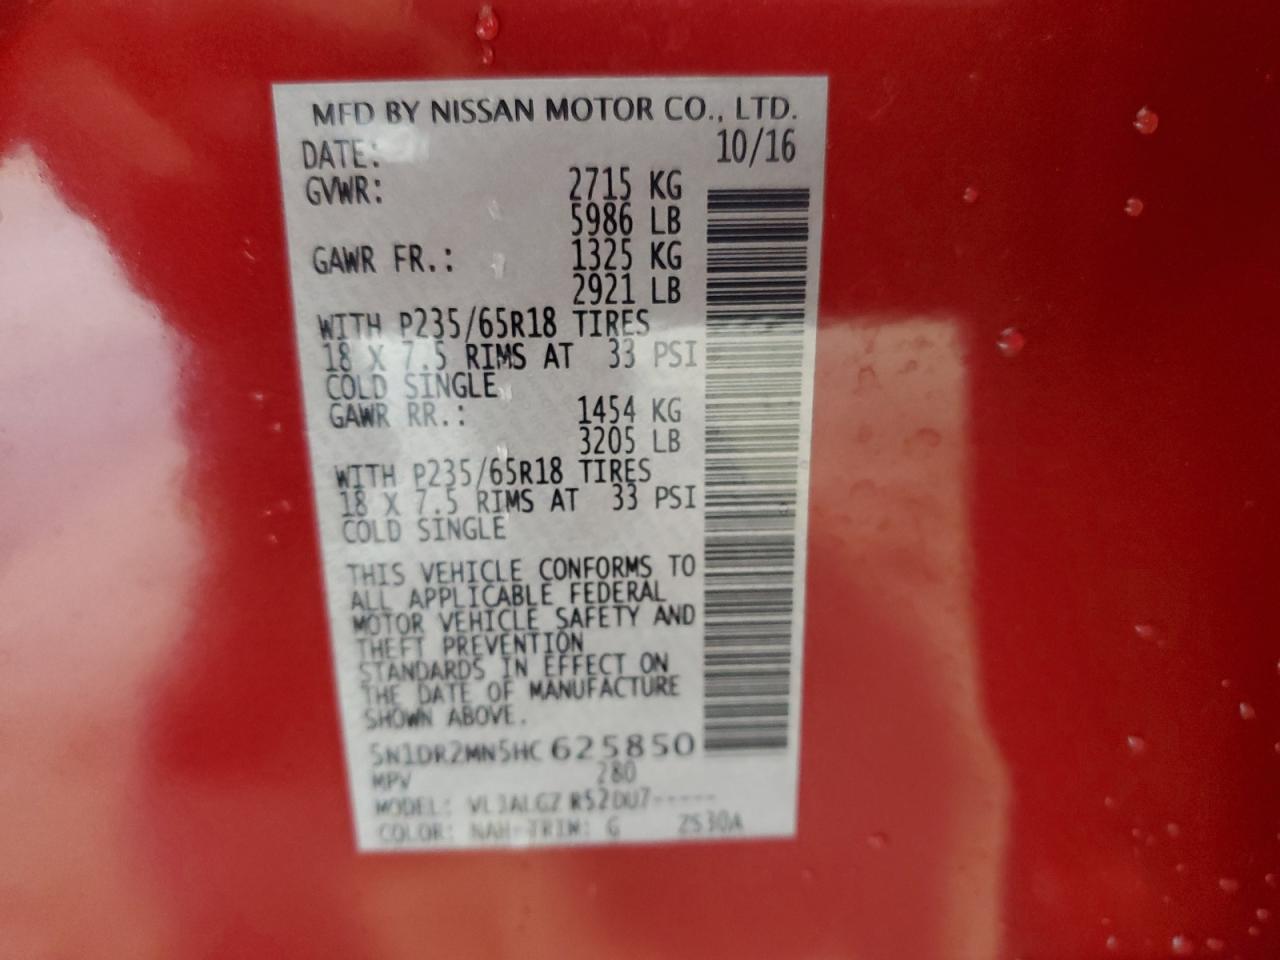 MFD BY NISSAN MOTOR CO., LTD.
DATE: 10/16
GVWR: 2715 KG
5986 LB
GAWR FR.: 1325 KG
2921 LB
WITH P235/65R18 TIRES
18 X 7.5 RIMS AT 33 PSI
COLD SINGLE
GAWR RR.: 1454 KG
3205 LB
WITH P235/65R18 TIRES
18 X 7.5 RIMS AT 33 PSI
COLD SINGLE
THIS VEHICLE CONFORMS TO
ALL APPLICABLE FEDERAL
MOTOR VEHICLE SAFETY AND
THEFT PREVENTION
STANDARDS IN EFFECT ON
THE DATE OF MANUFACTURE
SHOWN ABOVE.
5N1DR2MN5HC625850
MPV 280
MODEL:
COLOR: NAH TRIM: G